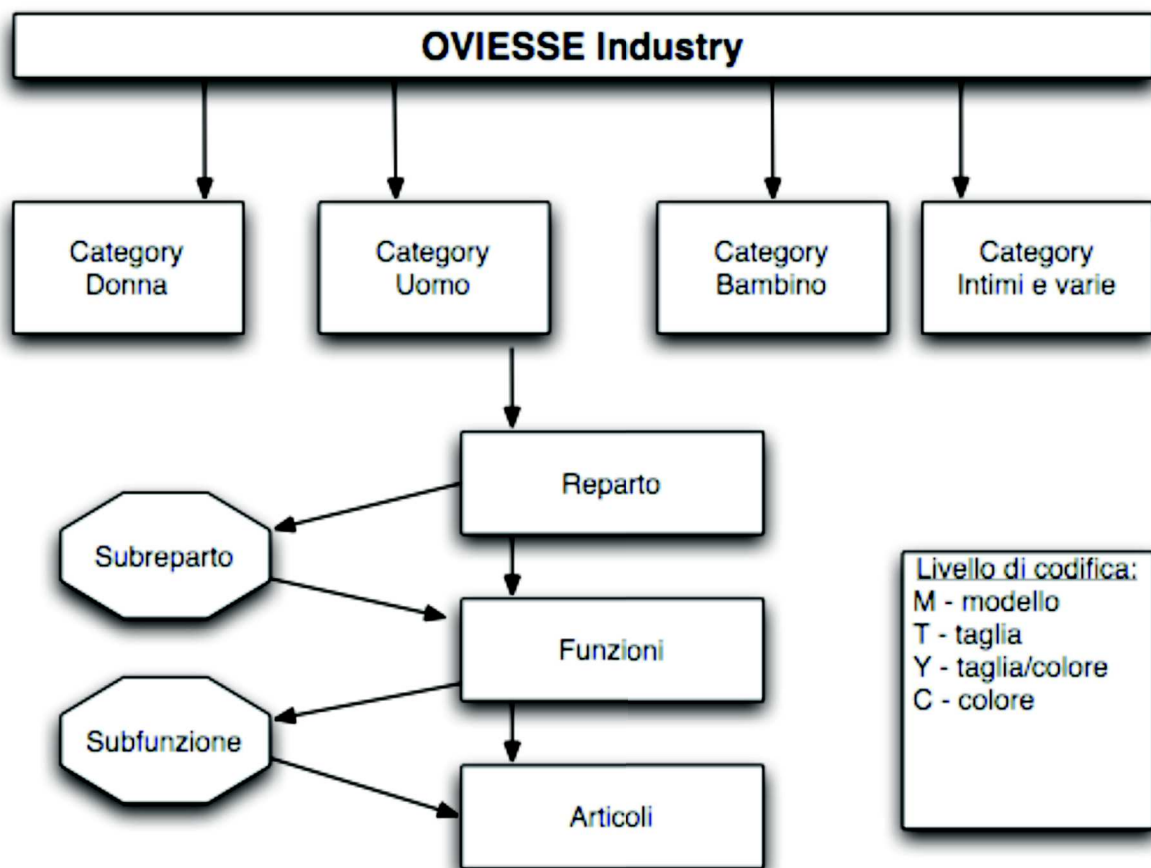 OVIESSE Industry
Category
Donna
Category
Uomo
Category
Bambino
Category
Intimi e varie
Reparto
Subreparto
Funzioni
Subfunzione
Articoli
Livello di codifica:
M - modello
T - taglia
Y - taglia/colore
C - colore